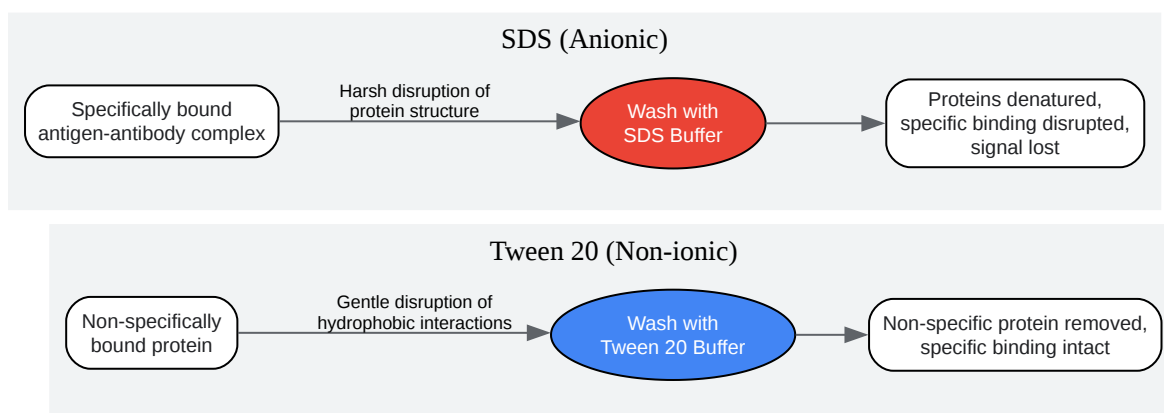 SDS (Anionic)
Specifically bound
antigen-antibody complex
Harsh disruption of
protein structure
Wash with
SDS Buffer
Proteins denatured,
specific binding disrupted,
signal lost
Tween 20 (Non-ionic)
Non-specifically
bound protein
Gentle disruption of
hydrophobic interactions
Wash with
Tween 20 Buffer
Non-specific protein removed,
specific binding intact